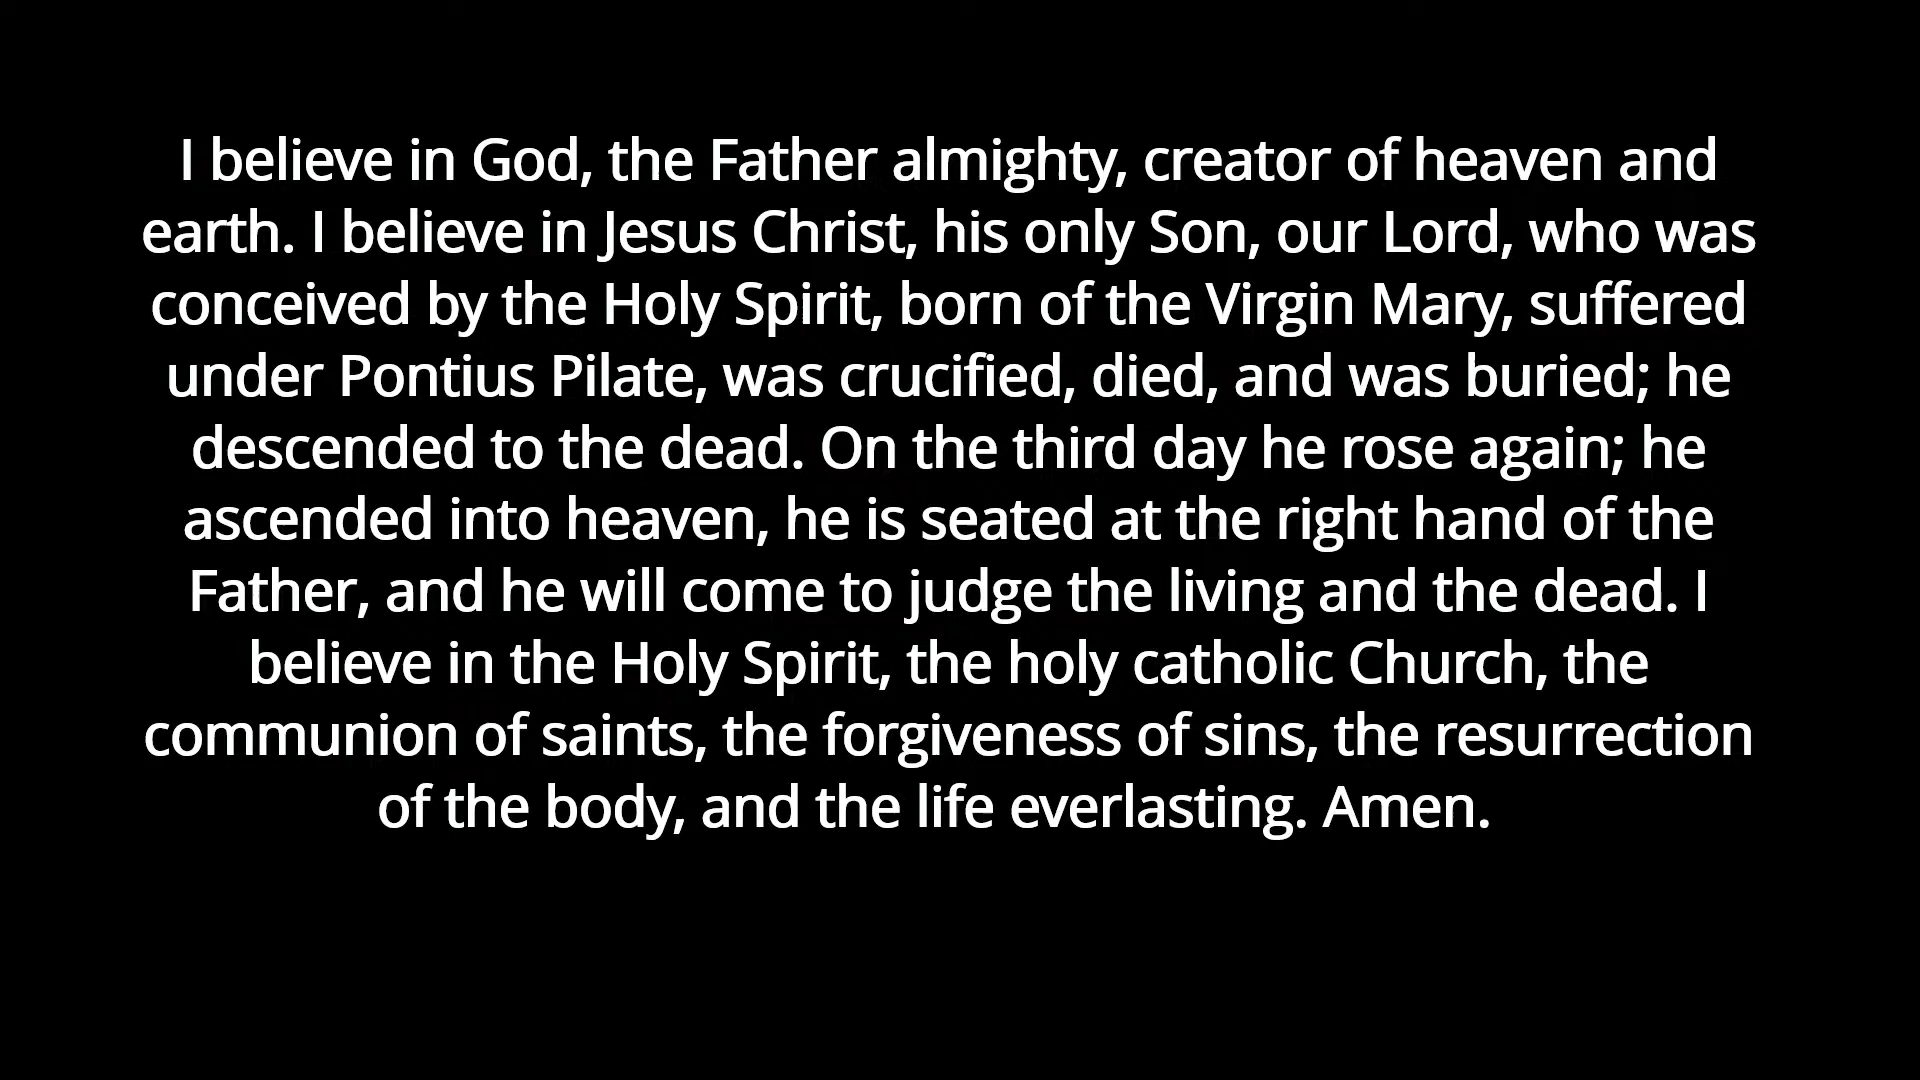 I believe in God, the Father almighty, creator of heaven and
earth. I believe in Jesus Christ, his only Son, our Lord, who was
conceived by the Holy Spirit, born of the Virgin Mary, suffered
under Pontius Pilate, was crucified, died, and was buried; he
descended to the dead. On the third day he rose again; he
ascended into heaven, he is seated at the right hand of the
Father, and he will come to judge the living and the dead. I
believe in the Holy Spirit, the holy catholic Church, the
communion of saints, the forgiveness of sins, the resurrection
of the body, and the life everlasting. Amen.